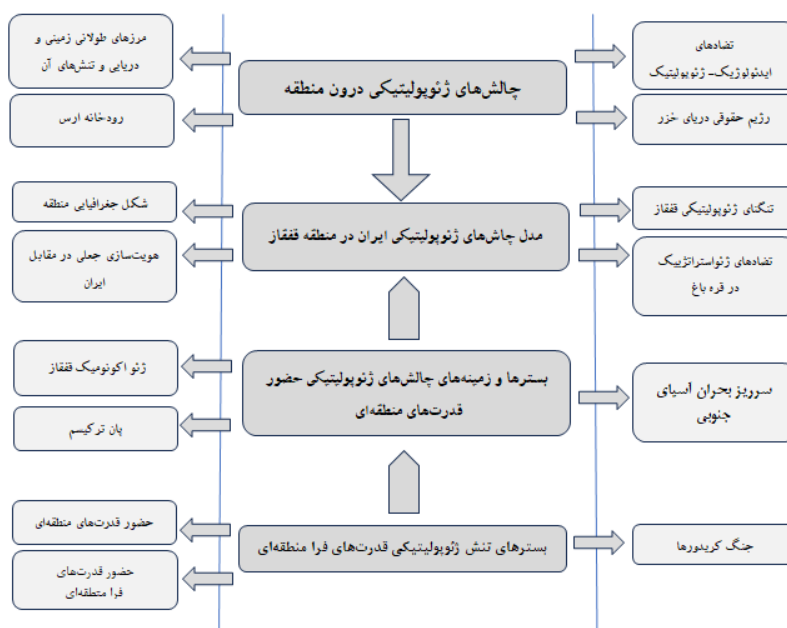 تضادهای
ایدئولوژیک- ژئوپولیتیک
چالش‌های ژئوپولیتیکی درون منطقه
مرزهای طولانی زمینی و
دریایی و تنش‌های آن
رژیم حقوقی دریای خزر
رودخانه ارس
تنگنای ژئوپولیتیکی قفقاز
مدل چاش‌های ژئوپولیتیکی ایران در منطقه قفقاز
شکل جغرافیایی منطقه
تضادهای ژئواستراتژییک
در قره باغ
هویت‌سازی جعلی در مقابل
ایران
سرریز بحران آسیای
جنوبی
بسترها و زمینه‌های چالش‌های ژئوپولیتیکی حضور
قدرت‌های منطقه‌ای
ژئو اکونومیک قفقاز
پان ترکیسم
جنگ کریدورها
بسترهای تنش ژئوپولیتیکی قدرت‌های فرا منطقه‌ای
حضور قدرت‌های منطقه‌ای
حضور قدرت‌های
فرا منطقه‌ای